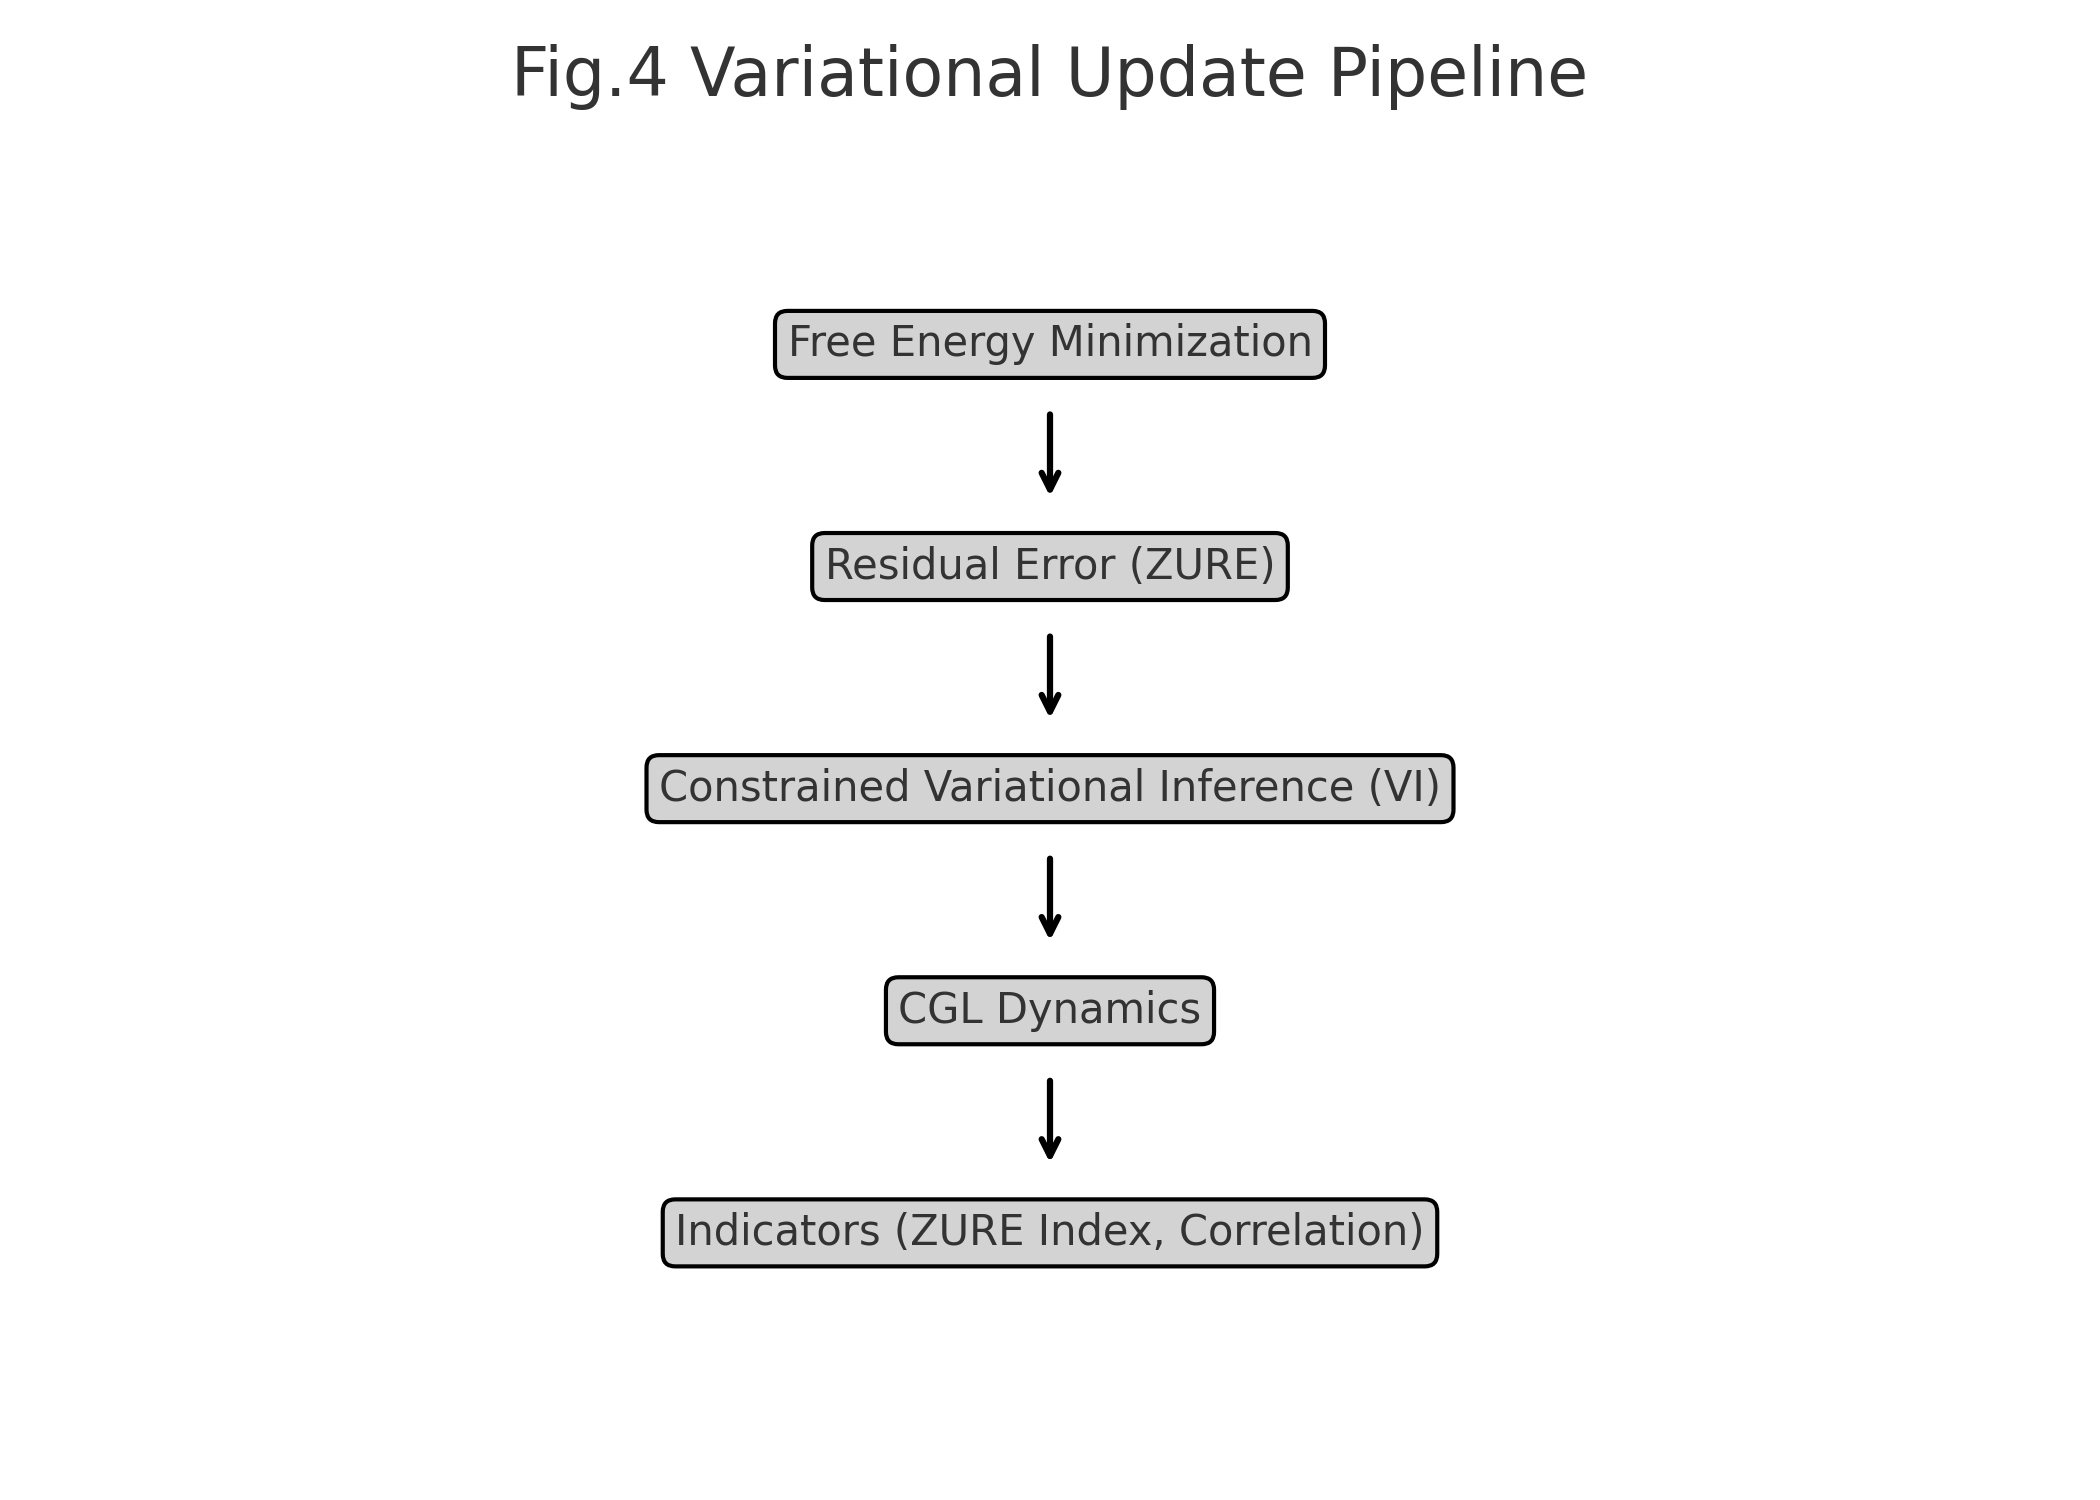 Fig.4 Variational Update Pipeline
Free Energy Minimization
Residual Error (ZURE)
Constrained Variational Inference (VI)
CGL Dynamics
Indicators (ZURE Index, Correlation)